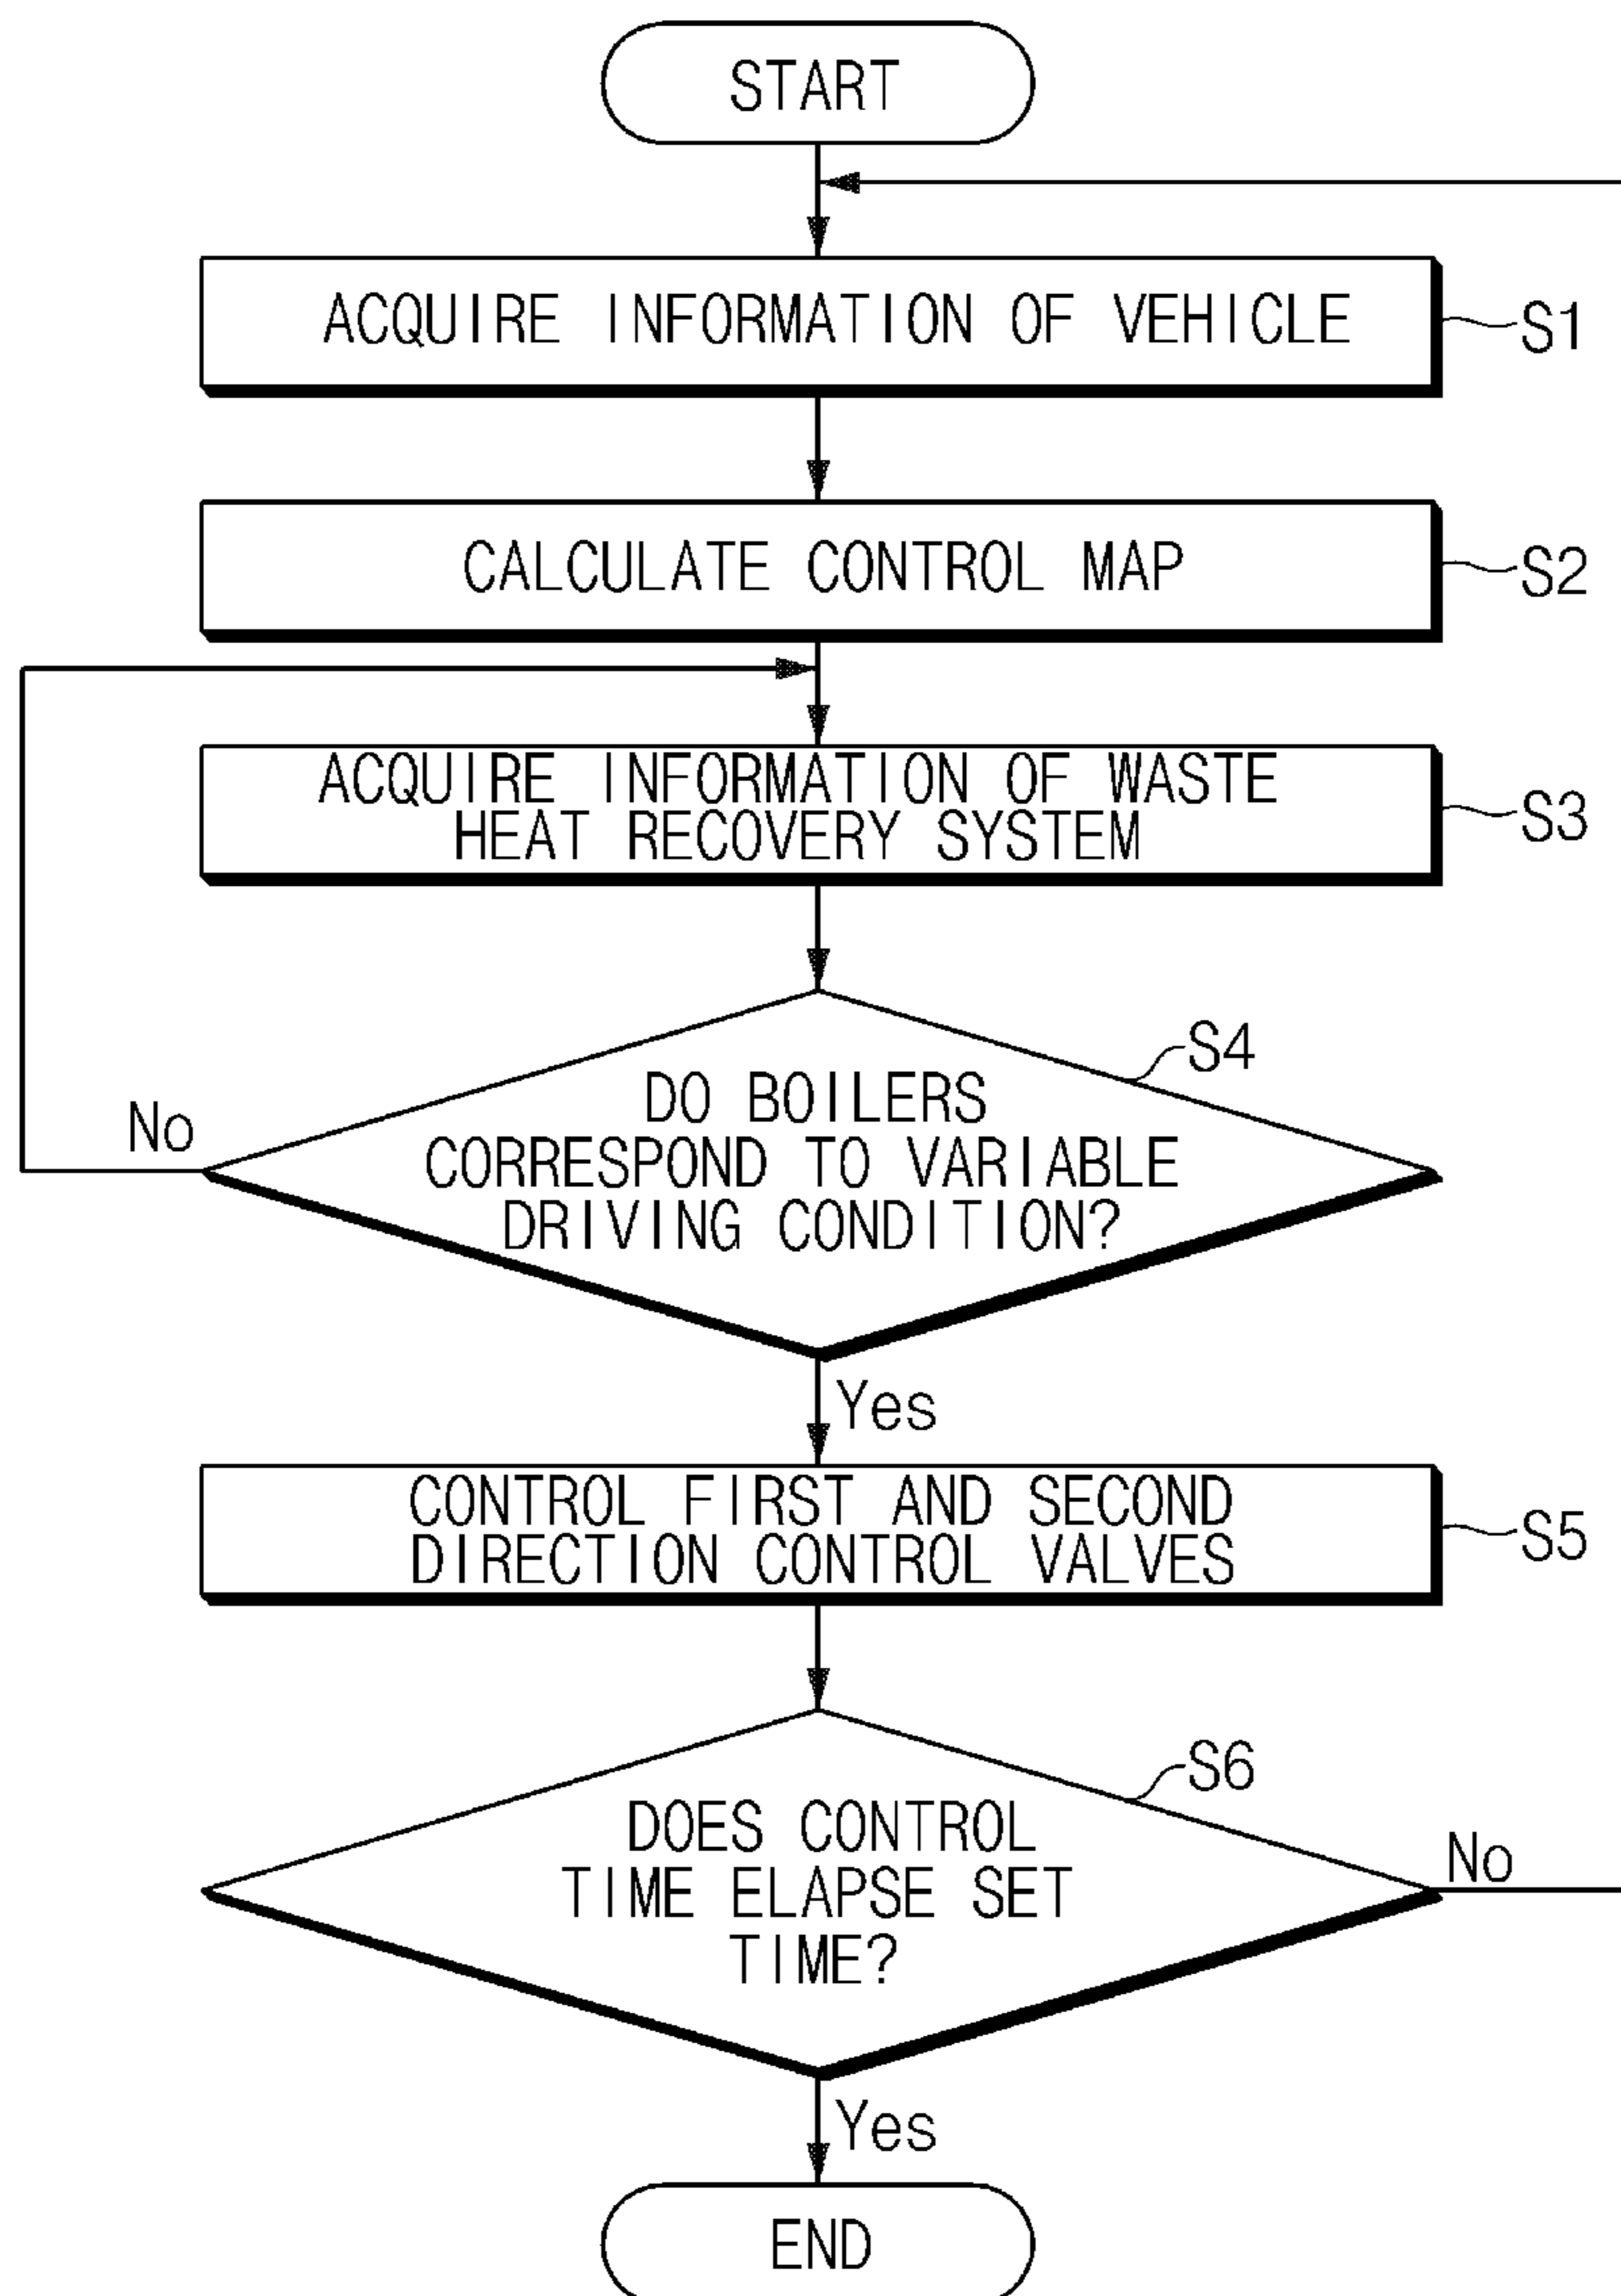 START
ACQUIRE INFORMATION OF VEHICLE
S1
CALCULATE CONTROL MAP
S2
ACQUIRE INFORMATION OF WASTE
HEAT RECOVERY SYSTEM
S3
S4
DO BOILERS
CORRESPOND TO VARIABLE
DRIVING CONDITION?
No
Yes
CONTROL FIRST AND SECOND
DIRECTION CONTROL VALVES
S5
S6
DOES CONTROL
TIME ELAPSE SET
TIME?
No
Yes
END